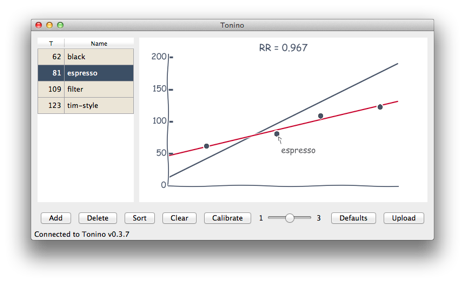 Tonino
T Name
62 black
81 espresso
109 filter
123 tim-style
RR = 0,967
200
150
100
50
0
espresso
Add Delete Sort Clear Calibrate 1 3 Defaults Upload
Connected to Tonino v0.3.7